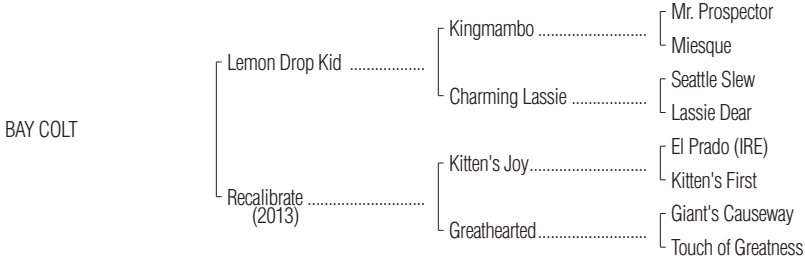 Mr. Prospector
Kingmambo ..........................
Miesque
Lemon Drop Kid ..................
Seattle Slew
Charming Lassie ..................
Lassie Dear
BAY COLT
El Prado (IRE)
Kitten's Joy............................
Kitten's First
Recalibrate ............................
(2013)
Giant's Causeway
Greathearted..........................
Touch of Greatness